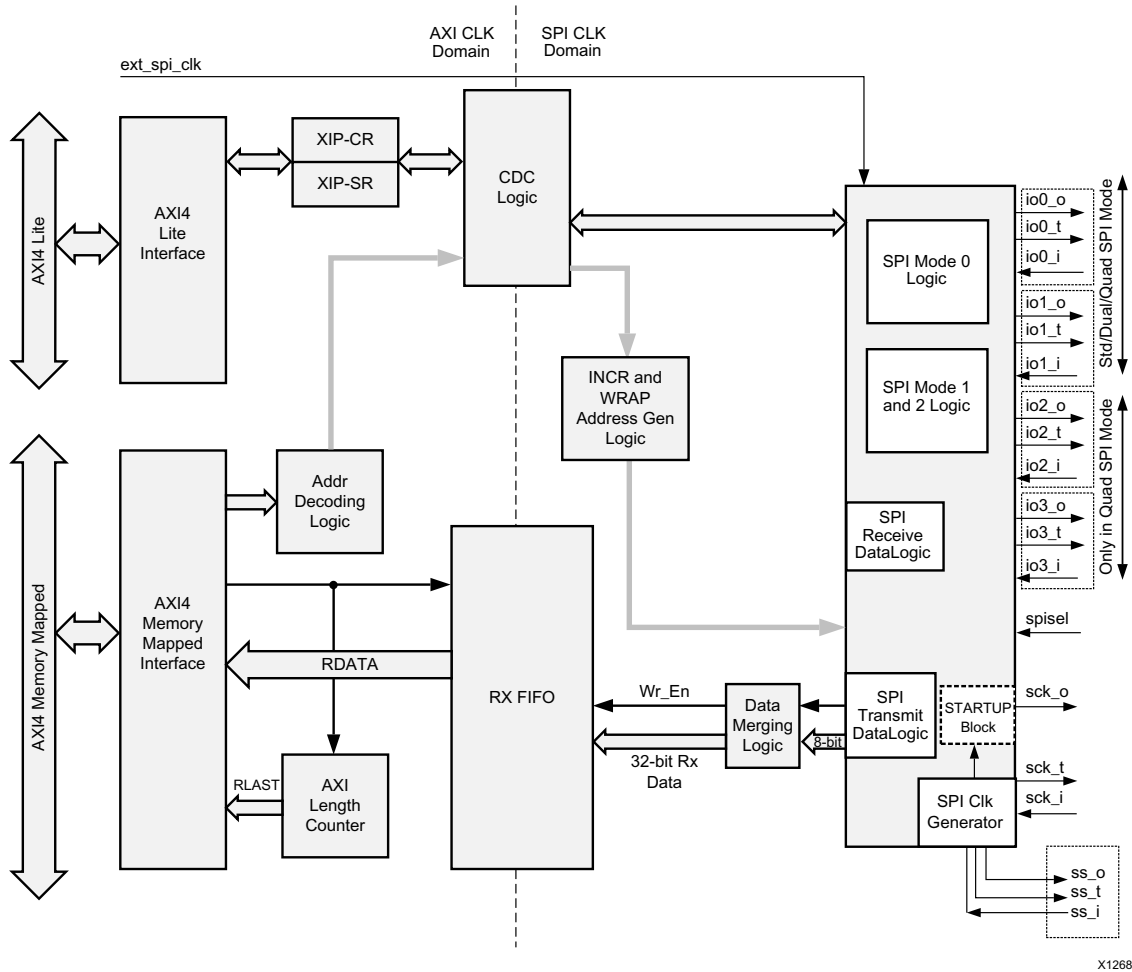 AXI CLK
Domain
SPI CLK
Domain
ext_spi_clk
AXI4 Lite
AXI4
Lite
Interface
XIP-CR
XIP-SR
CDC
Logic
SPI Mode 0
Logic
SPI Mode 1
and 2 Logic
io0_o
io0_t
io0_i
io1_o
io1_t
io1_i
Std/Dual/Quad SPI Mode
io2_o
io2_t
io2_i
io3_o
io3_t
io3_i
Only in Quad SPI Mode
INCR and
WRAP
Address Gen
Logic
AXI4 Memory Mapped
AXI4
Memory
Mapped
Interface
Addr
Decoding
Logic
SPI
Receive
DataLogic
RDATA
RX FIFO
spisel
Wr_En
32-bit Rx
Data
Data
Merging
Logic
8-bit
SPI
Transmit
DataLogic
STARTUP
Block
sck_o
sck_t
sck_i
RLAST
AXI
Length
Counter
SPI Clk
Generator
ss_o
ss_t
ss_i
X1268